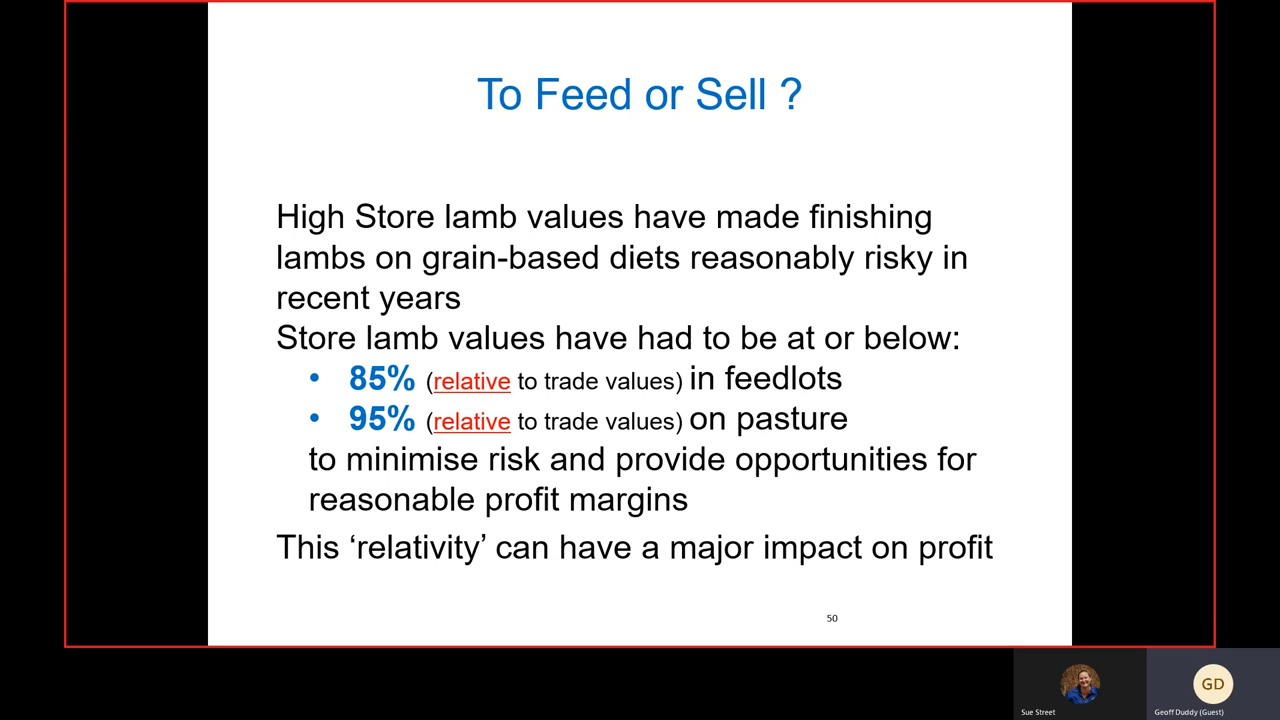 To Feed or Sell ?
High Store lamb values have made finishing
lambs on grain-based diets reasonably risky in
recent years
Store lamb values have had to be at or below:
• 85% (relative to trade values) in feedlots
• 95% (relative to trade values) on pasture
to minimise risk and provide opportunities for
reasonable profit margins
This ‘relativity’ can have a major impact on profit
50
GD
Sue Street
Geoff Duddy (Guest)